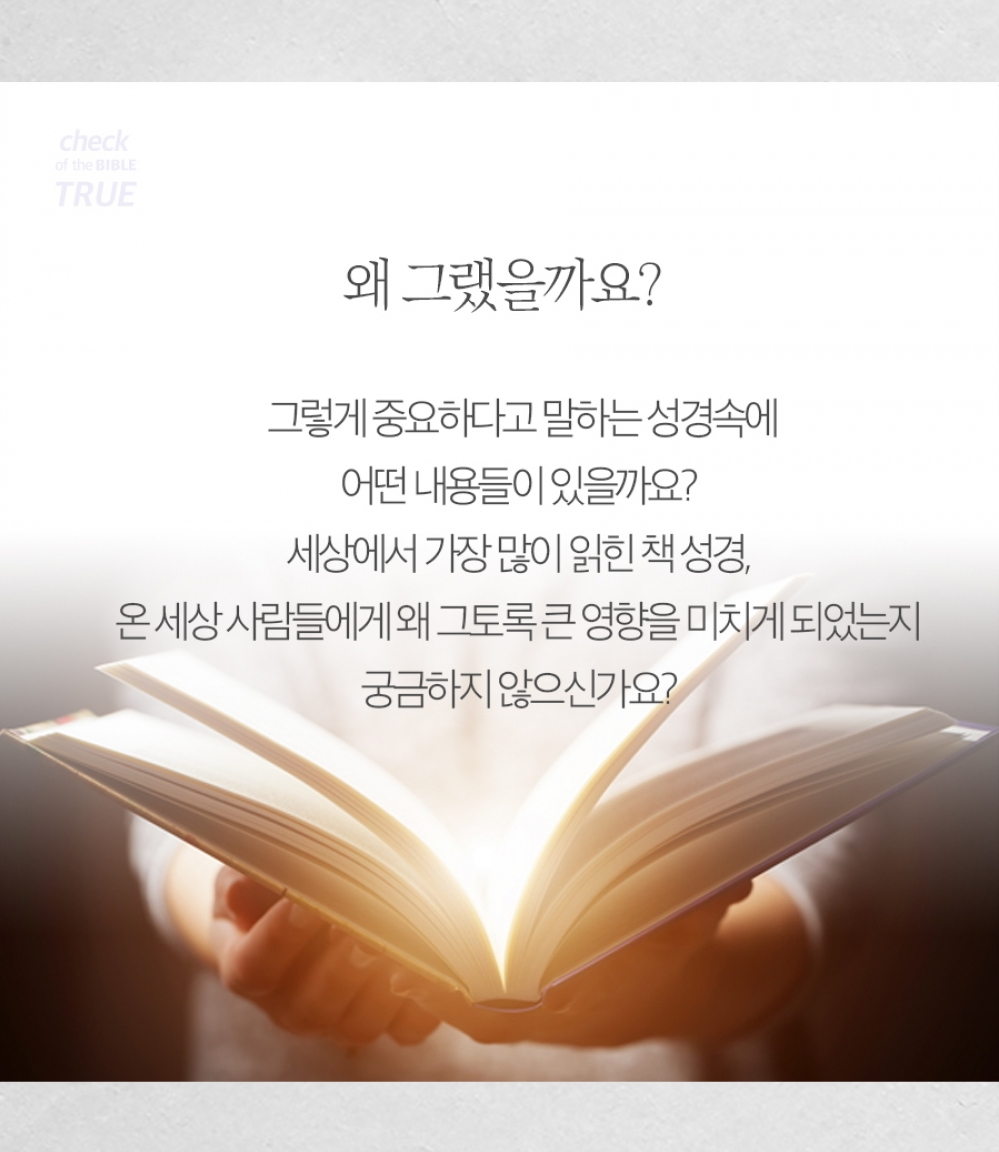 check
of the BIBLE
TRUE
왜 그랬을까요?
그렇게 중요하다고 말하는 성경속에
어떤 내용들이 있을까요?
세상에서 가장 많이 읽힌 책 성경,
온 세상 사람들에게 왜 그토록 큰 영향을 미치게 되었는지
궁금하지 않으신가요?